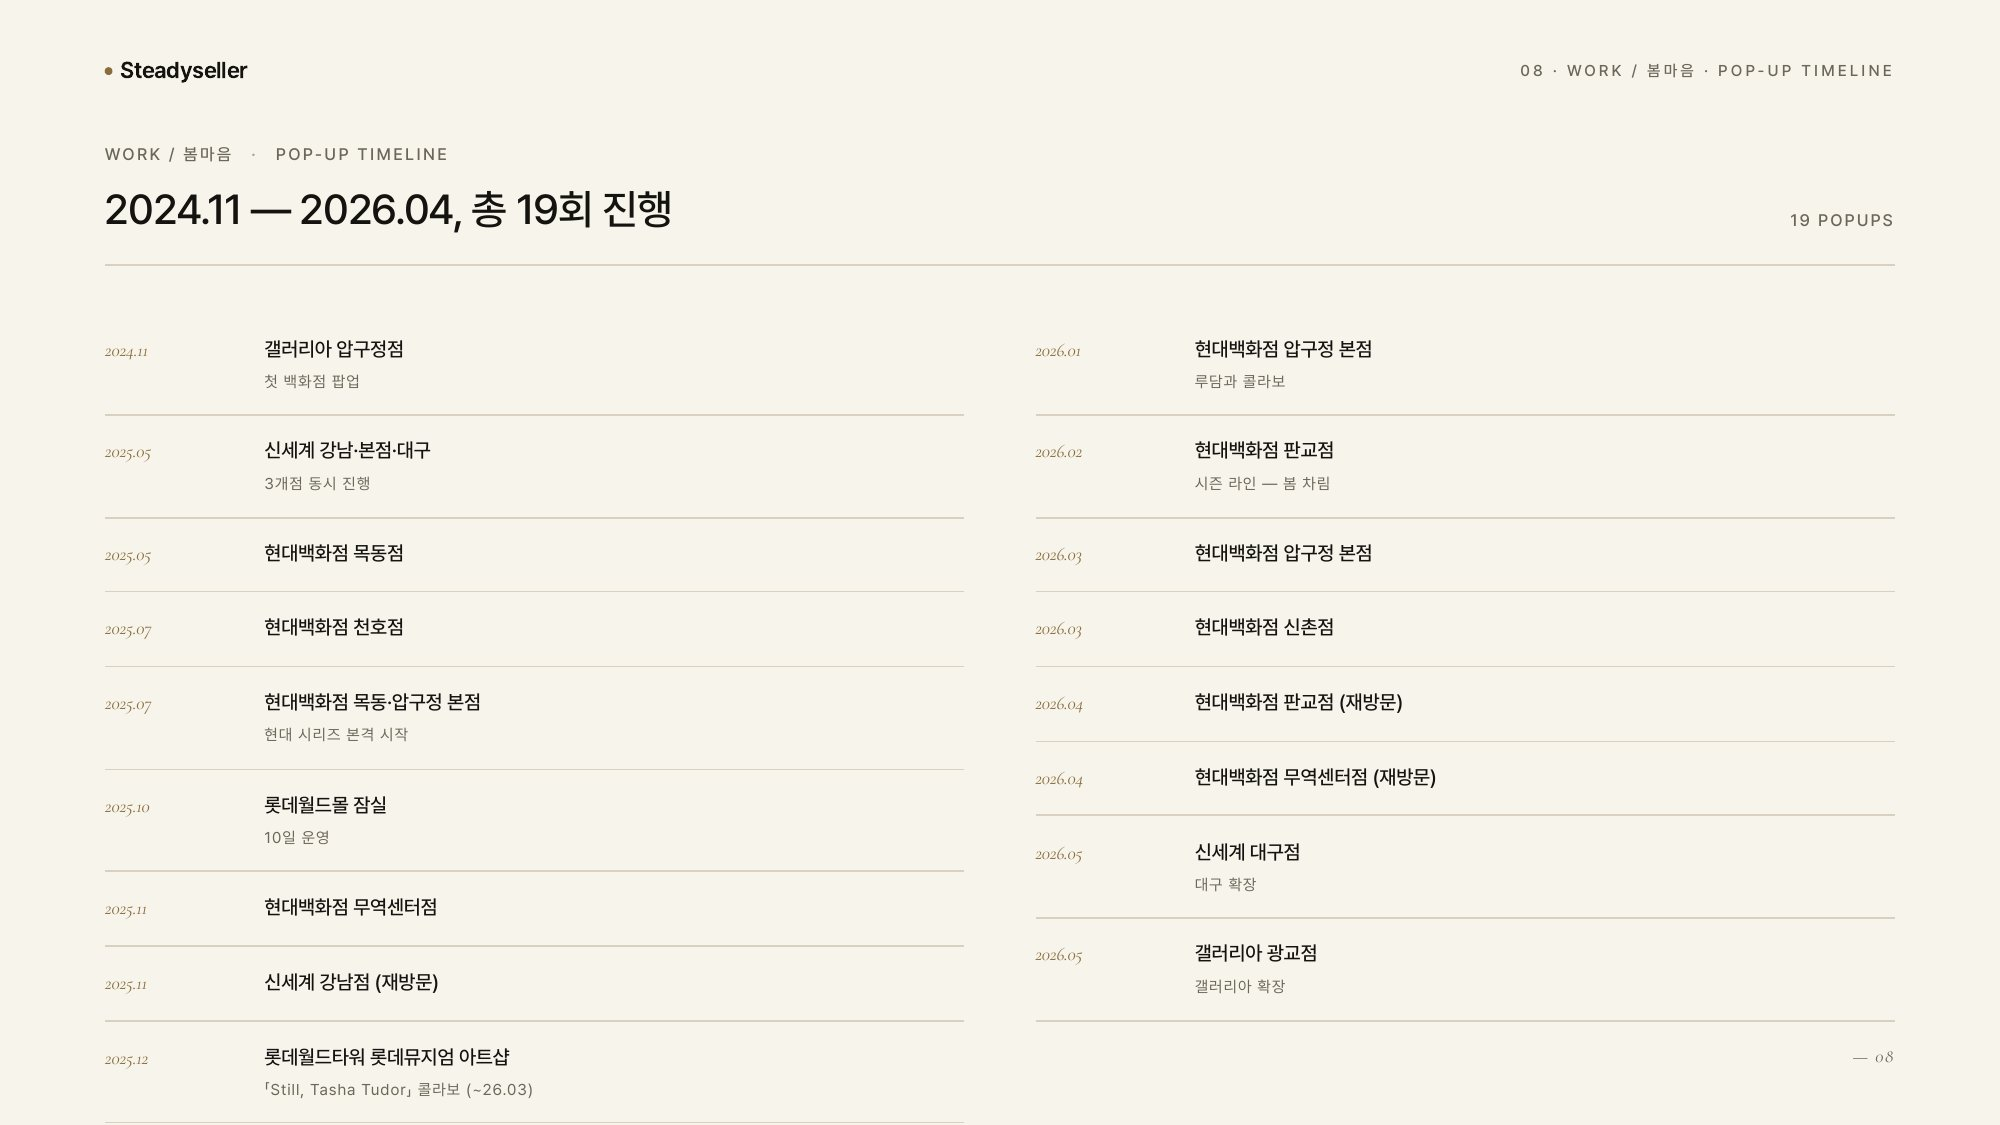 Steadyseller
08 · WORK / 봄마음 · POP-UP TIMELINE
WORK / 봄마음 · POP-UP TIMELINE
2024.11 — 2026.04, 총 19회 진행
19 POPUPS
2024.11 갤러리아 압구정점
첫 백화점 팝업
2025.05 신세계 강남·본점·대구
3개점 동시 진행
2025.05 현대백화점 목동점
2025.07 현대백화점 천호점
2025.07 현대백화점 목동·압구정 본점
현대 시리즈 본격 시작
2025.10 롯데월드몰 잠실
10일 운영
2025.11 현대백화점 무역센터점
2025.11 신세계 강남점 (재방문)
2025.12 롯데월드타워 롯데뮤지엄 아트샵
「Still, Tasha Tudor」 콜라보 (~26.03)
2026.01 현대백화점 압구정 본점
루담과 콜라보
2026.02 현대백화점 판교점
시즌 라인 — 봄 차림
2026.03 현대백화점 압구정 본점
2026.03 현대백화점 신촌점
2026.04 현대백화점 판교점 (재방문)
2026.04 현대백화점 무역센터점 (재방문)
2026.05 신세계 대구점
대구 확장
2026.05 갤러리아 광교점
갤러리아 확장
— 08